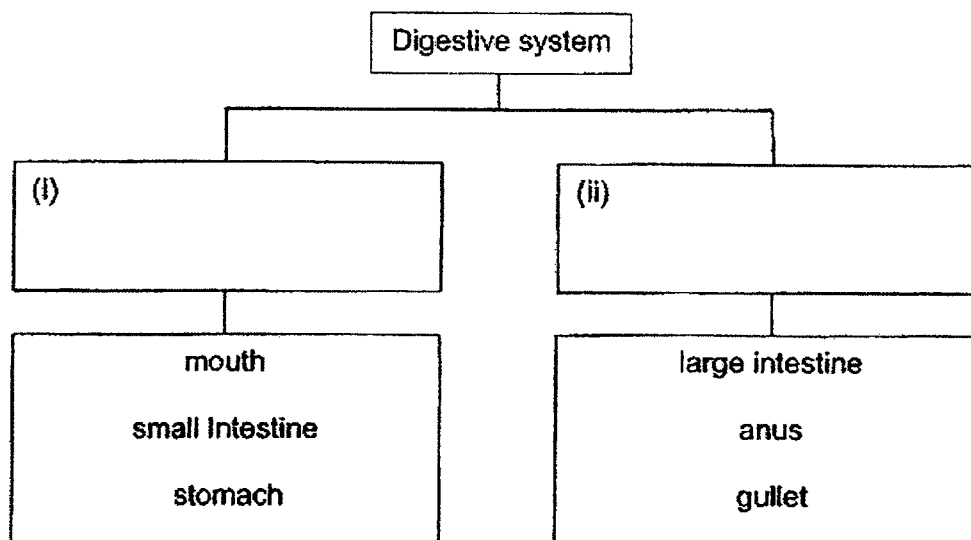 Digestive system
(i)
(ii)
mouth
small Intestine
stomach
large intestine
anus
gullet